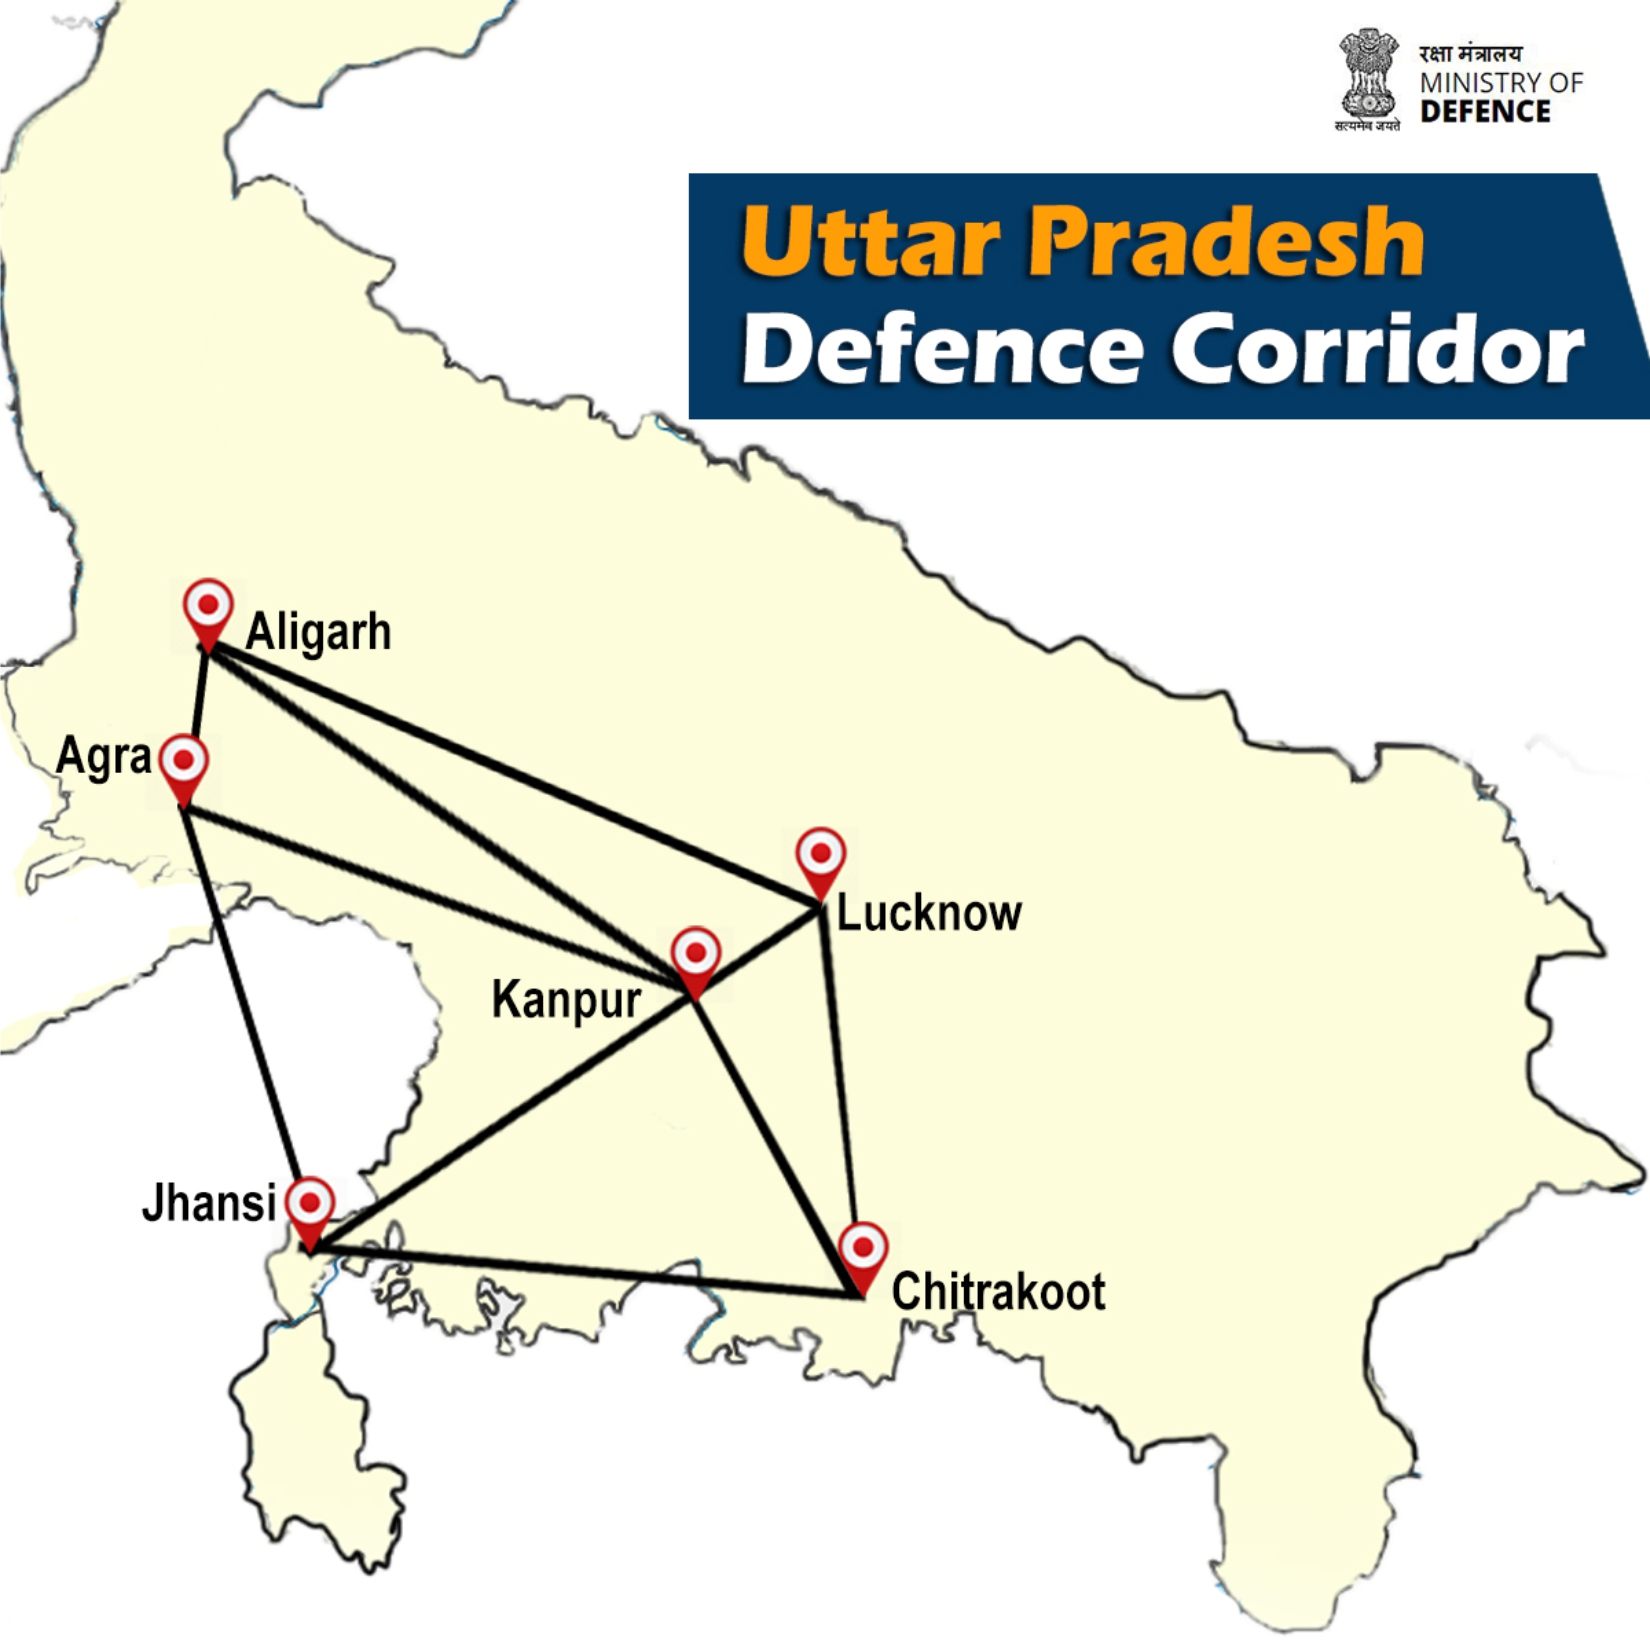 रक्षा मंत्रालय
MINISTRY OF
DEFENCE
सत्यमेव जयते
Uttar Pradesh
Defence Corridor
Aligarh
Agra
Lucknow
Kanpur
Jhansi
Chitrakoot